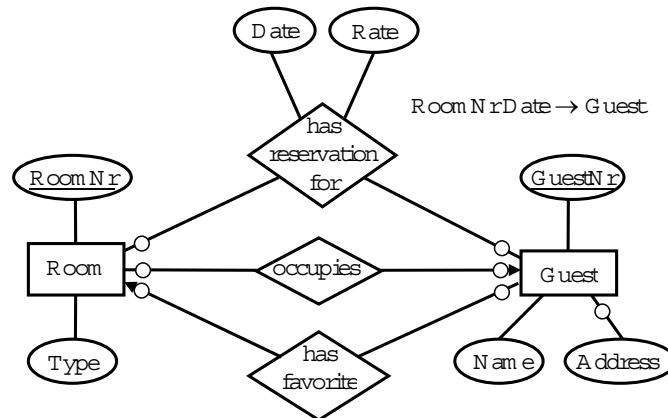 Date
Rate
RoomNrDate → Guest
has
reservation
for
RoomNr
GuestNr
Room
occupies
Guest
has
favorite
Type
Name
Address